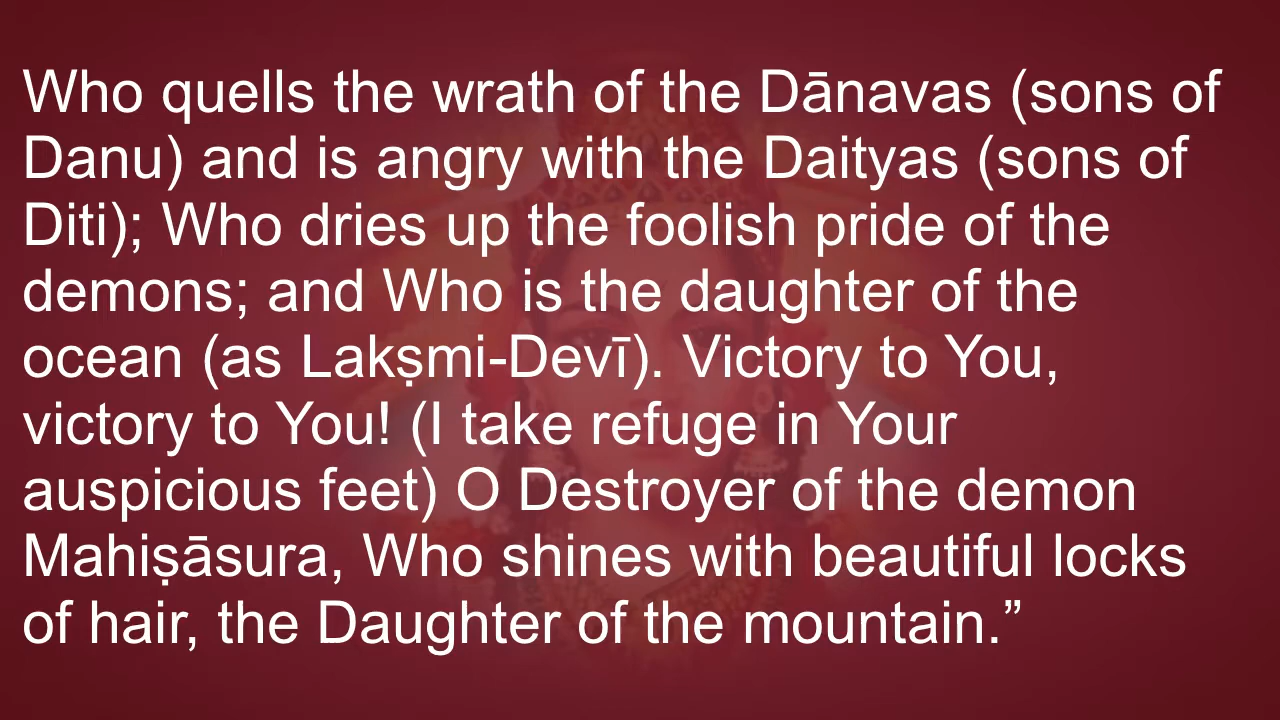 Who quells the wrath of the Dānavas (sons of
Danu) and is angry with the Daityas (sons of
Diti); Who dries up the foolish pride of the
demons; and Who is the daughter of the
ocean (as Lakṣmi-Devī). Victory to You,
victory to You! (I take refuge in Your
auspicious feet) O Destroyer of the demon
Mahiṣāsura, Who shines with beautiful locks
of hair, the Daughter of the mountain.”